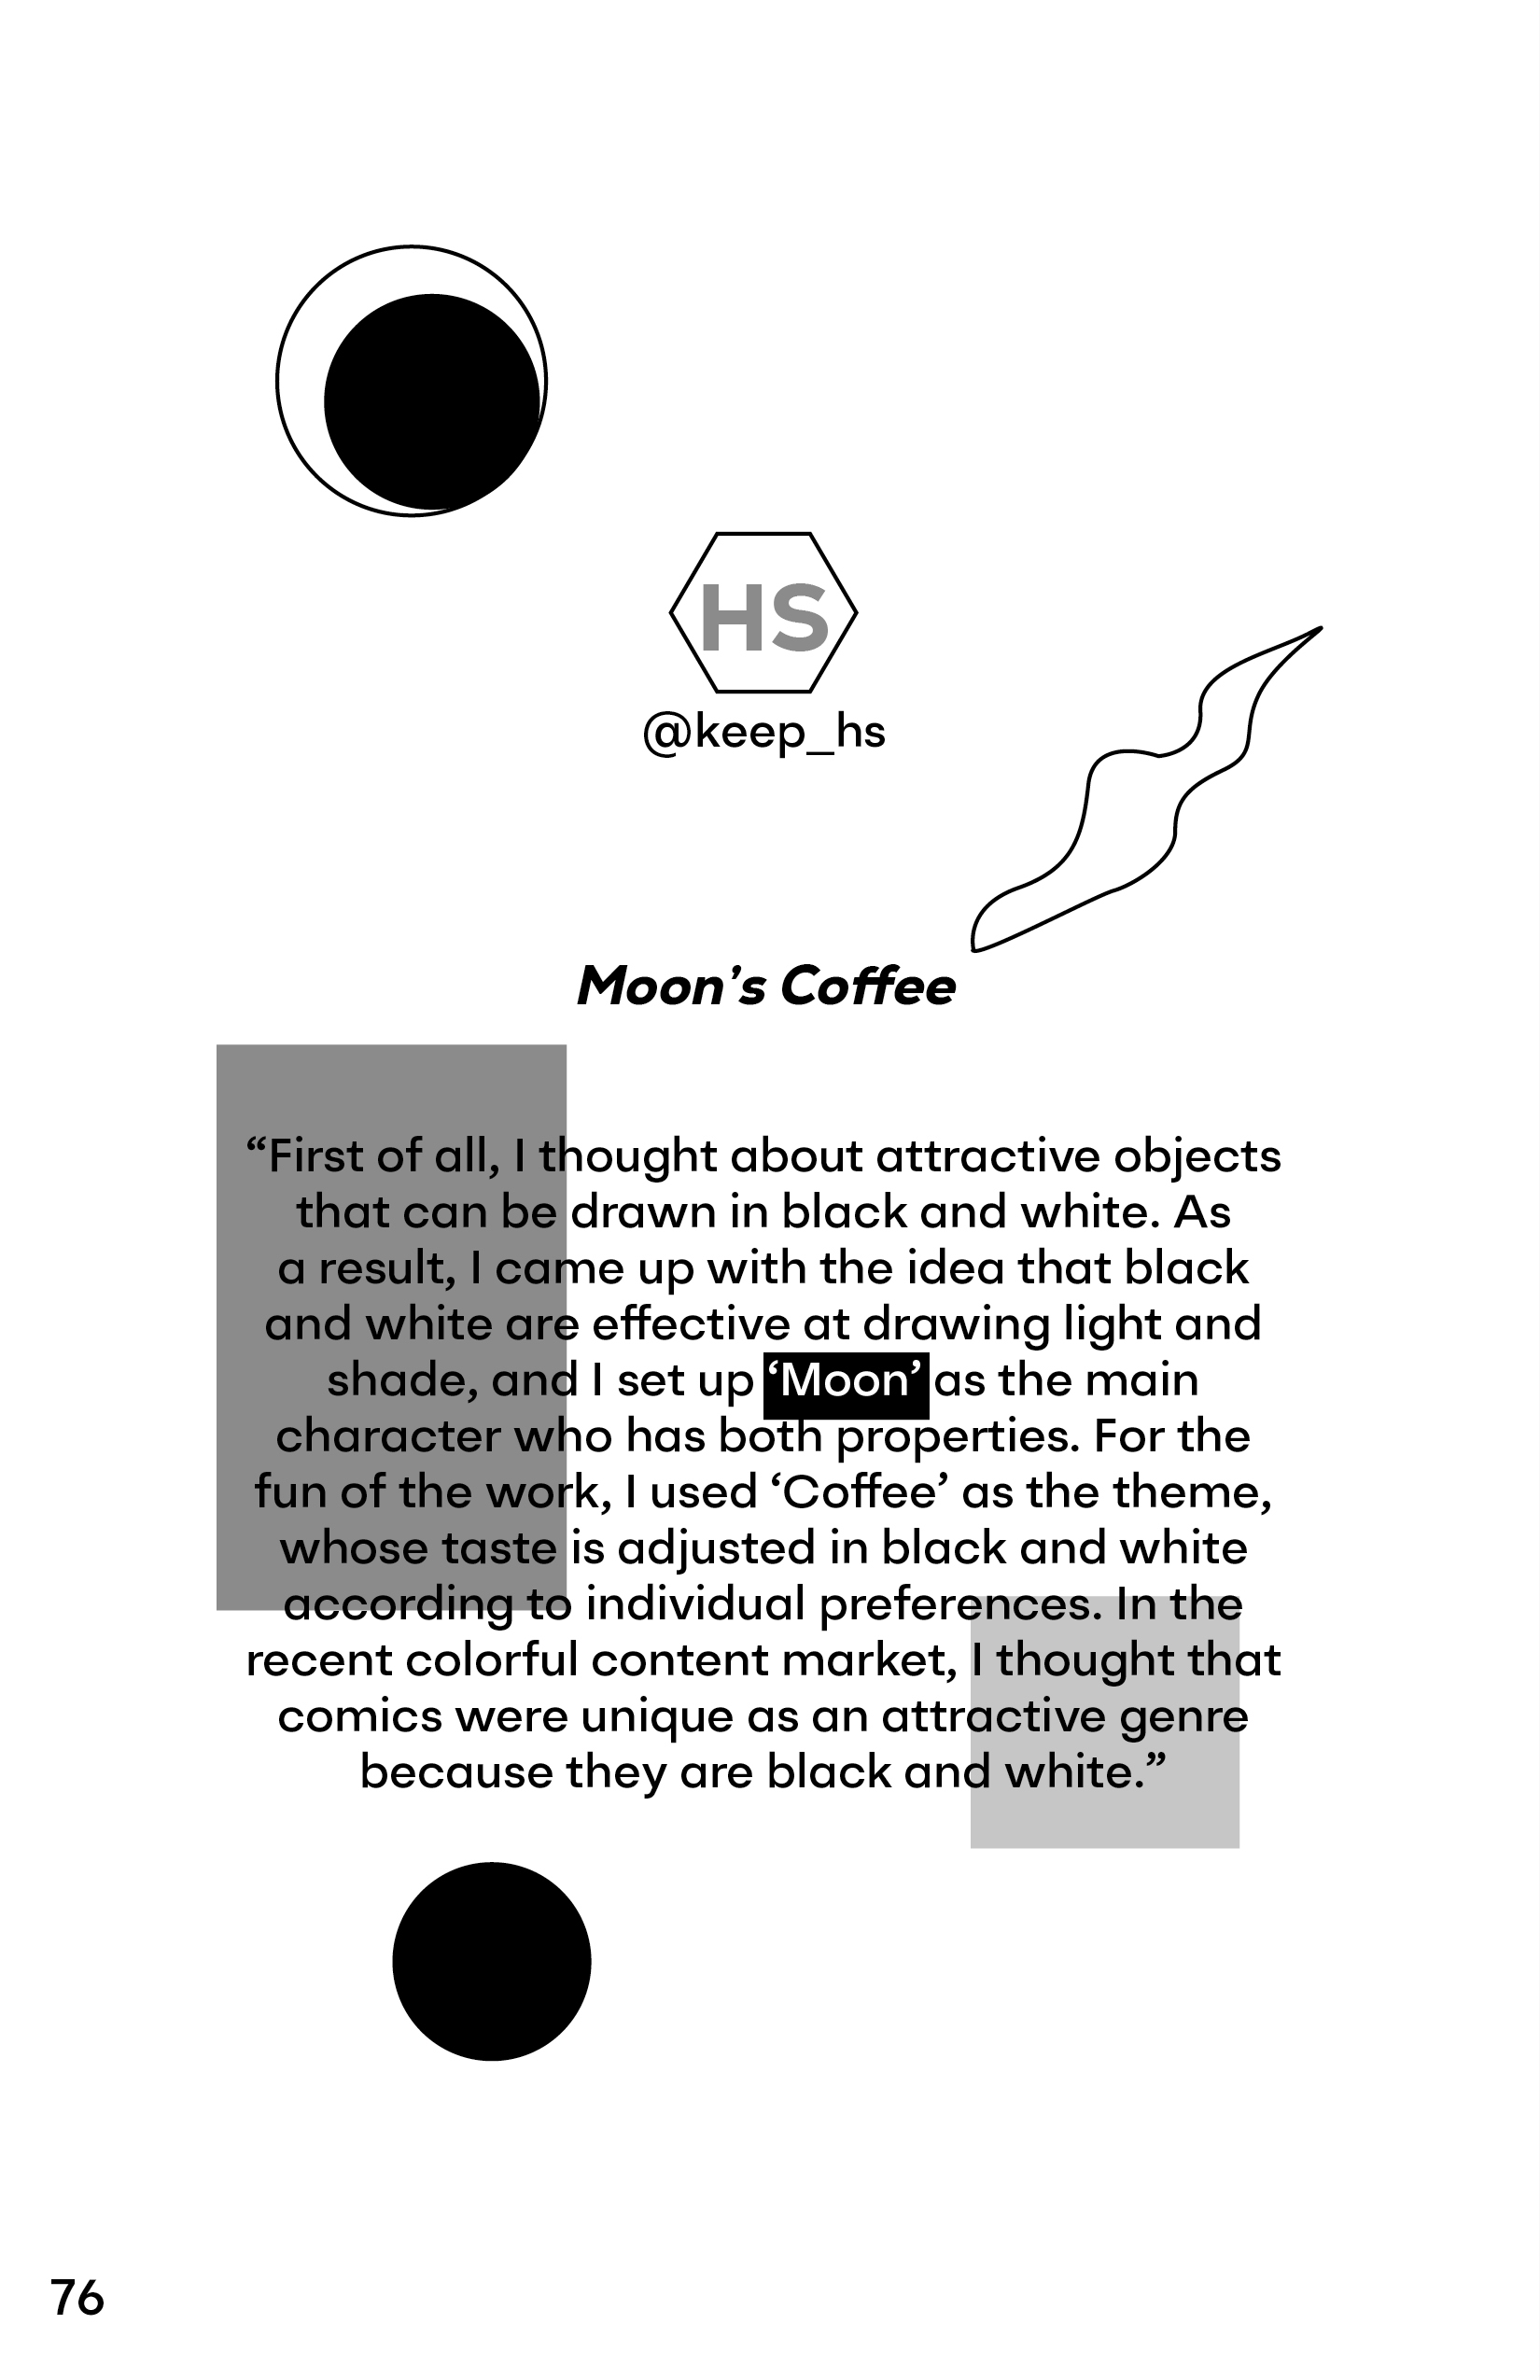 HS
@keep_hs
Moon’s Coffee
“First of all, I thought about attractive objects
that can be drawn in black and white. As
a result, I came up with the idea that black
and white are effective at drawing light and
shade, and I set up ‘Moon’ as the main
character who has both properties. For the
fun of the work, I used ‘Coffee’ as the theme,
whose taste is adjusted in black and white
according to individual preferences. In the
recent colorful content market, I thought that
comics were unique as an attractive genre
because they are black and white.”
76